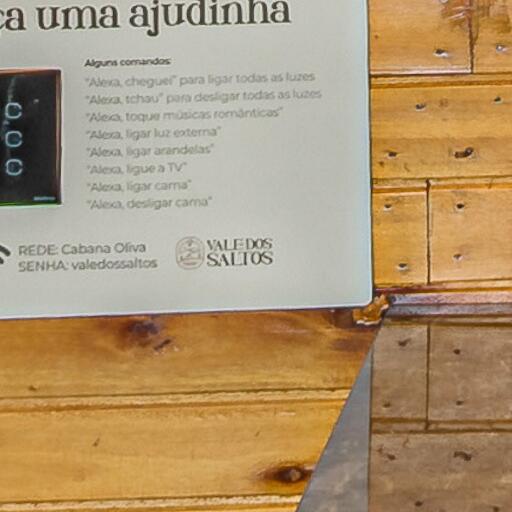 ca uma ajudinha
Alguns comandos:
"Alexa, cheguei" para ligar todas as luzes
"Alexa, tchau" para desligar todas as luzes
"Alexa, toque músicas românticas"
"Alexa, ligar luz externa"
"Alexa, ligar arandelas"
"Alexa, ligue a TV"
"Alexa, ligar cama"
"Alexa, desligar cama"
REDE: Cabana Oliva
SENHA: valedossaltos
VALE DOS
SALTOS